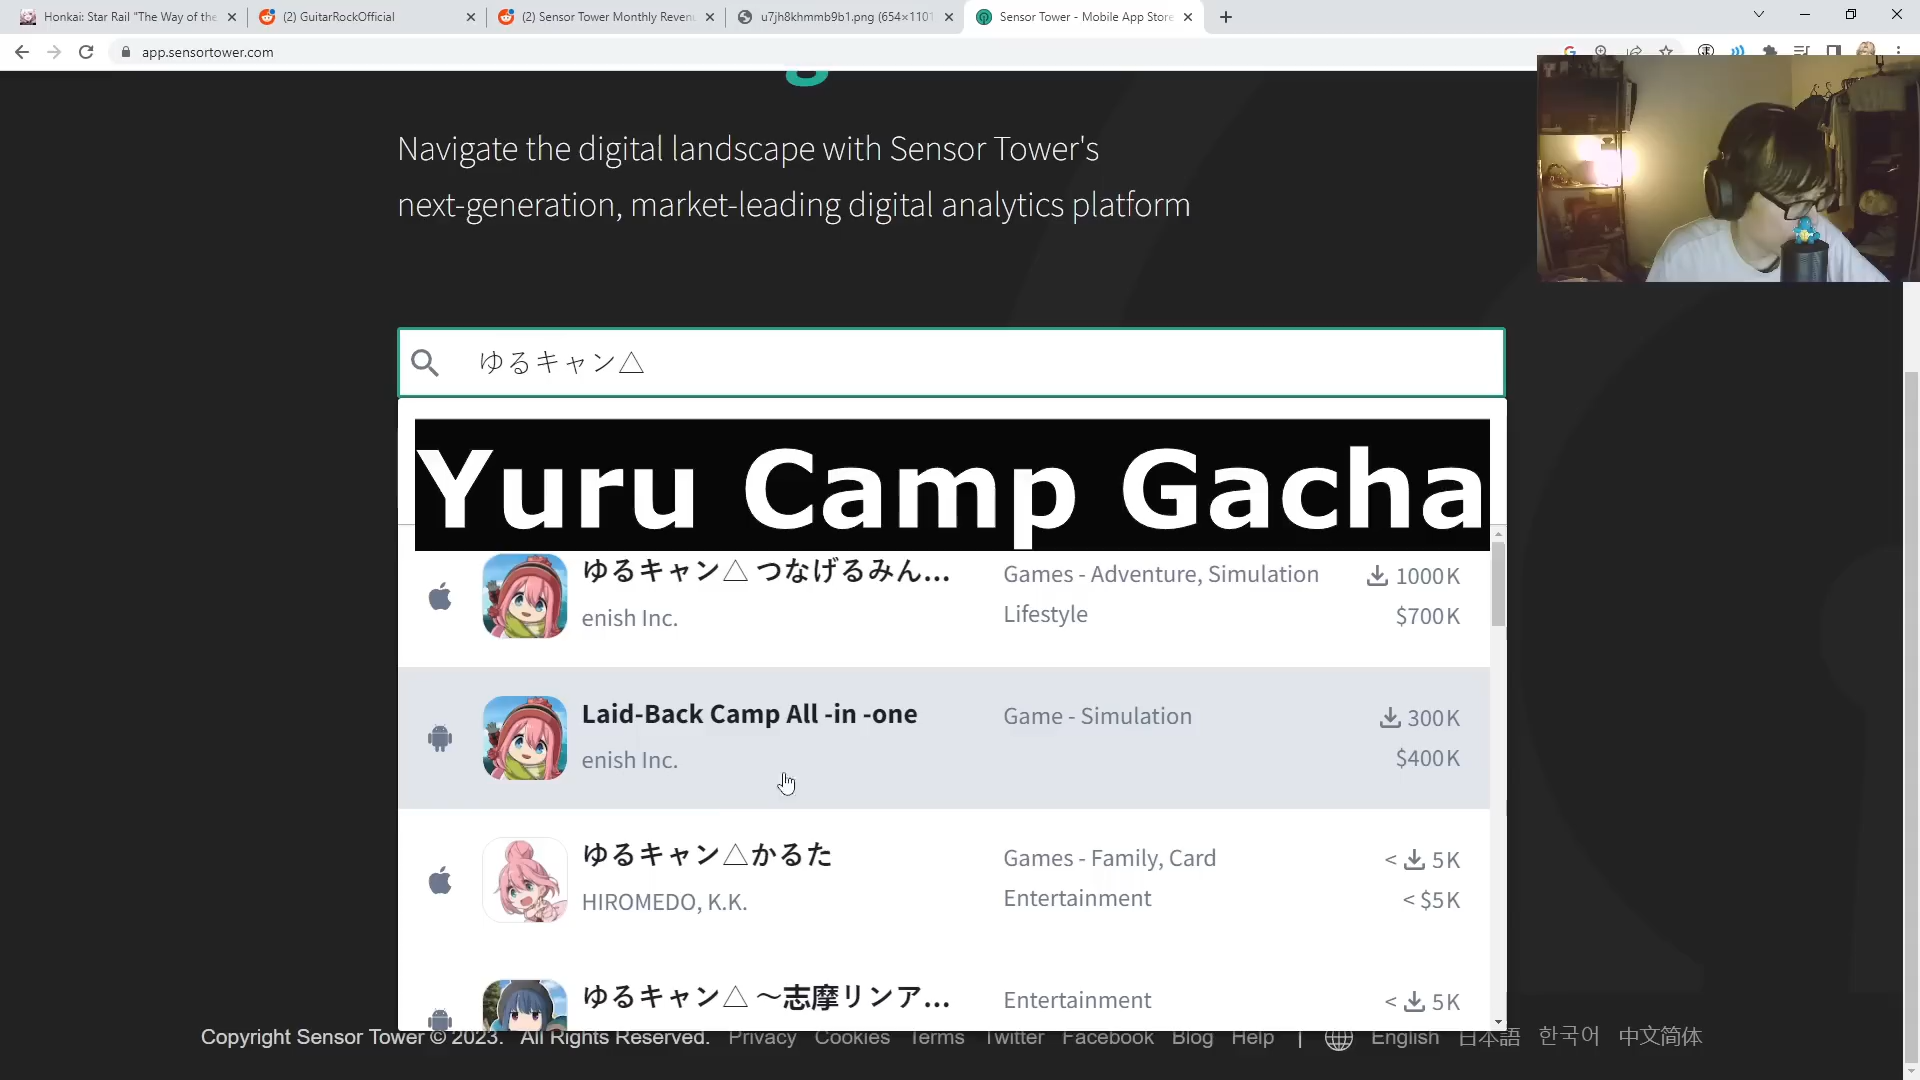 Honkai: Star Rail "The Way of the
(2) GuitarRockOfficial
(2) Sensor Tower Monthly Reven
u7jh8khmmb9b1.png (654×1101
Sensor Tower - Mobile App Store
app.sensortower.com
Navigate the digital landscape with Sensor Tower's
next-generation, market-leading digital analytics platform
ゆるキャン△
Yuru Camp Gacha
ゆるキャン△ つなげるみん...
Games - Adventure, Simulation
1000K
enish Inc.
Lifestyle
$700K
Laid-Back Camp All -in -one
Game - Simulation
300K
enish Inc.
$400K
ゆるキャン△かるた
Games - Family, Card
< 5K
HIROMEDO, K.K.
Entertainment
< $5K
ゆるキャン△ ～志摩リンア...
Entertainment
< 5K
Copyright Sensor Tower © 2023. All Rights Reserved. Privacy Cookies Terms Twitter Facebook Blog Help | English 日本語 한국어 中文简体